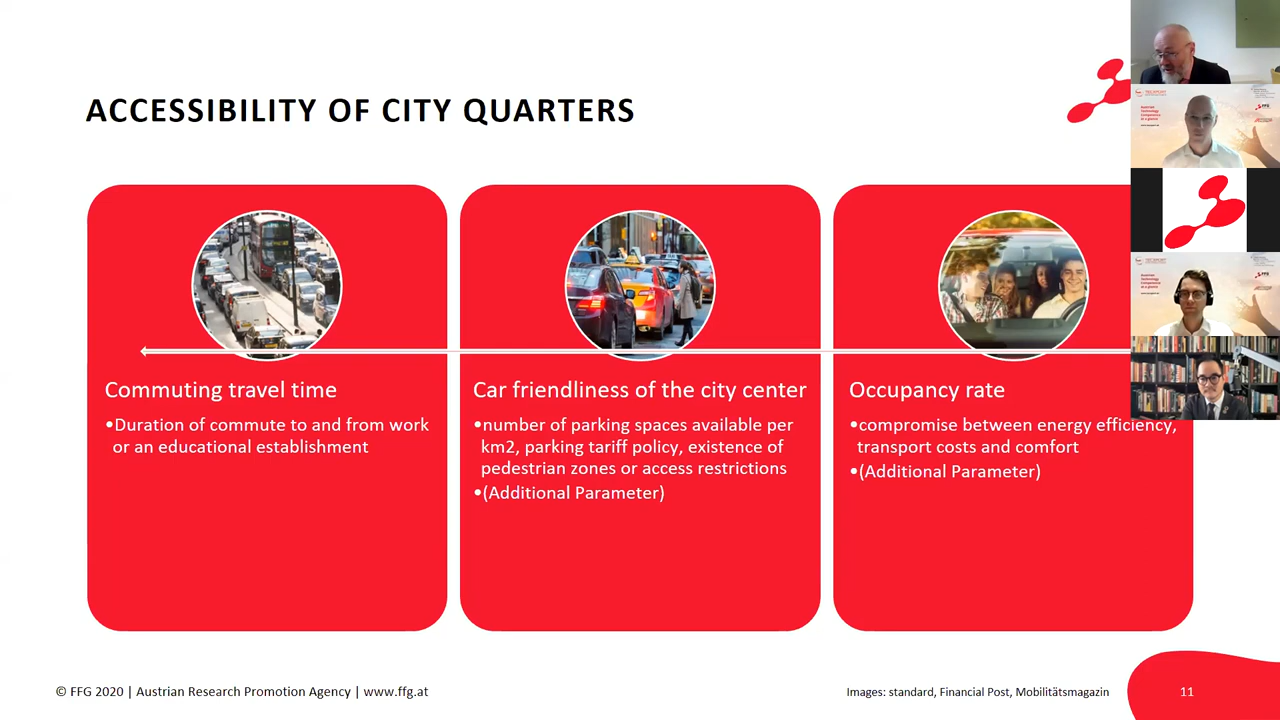 ACCESSIBILITY OF CITY QUARTERS
Commuting travel time
•Duration of commute to and from work
or an educational establishment
Car friendliness of the city center
•number of parking spaces available per
km2, parking tariff policy, existence of
pedestrian zones or access restrictions
•(Additional Parameter)
Occupancy rate
•compromise between energy efficiency,
transport costs and comfort
•(Additional Parameter)
© FFG 2020 | Austrian Research Promotion Agency | www.ffg.at
Images: standard, Financial Post, Mobilitätsmagazin
11